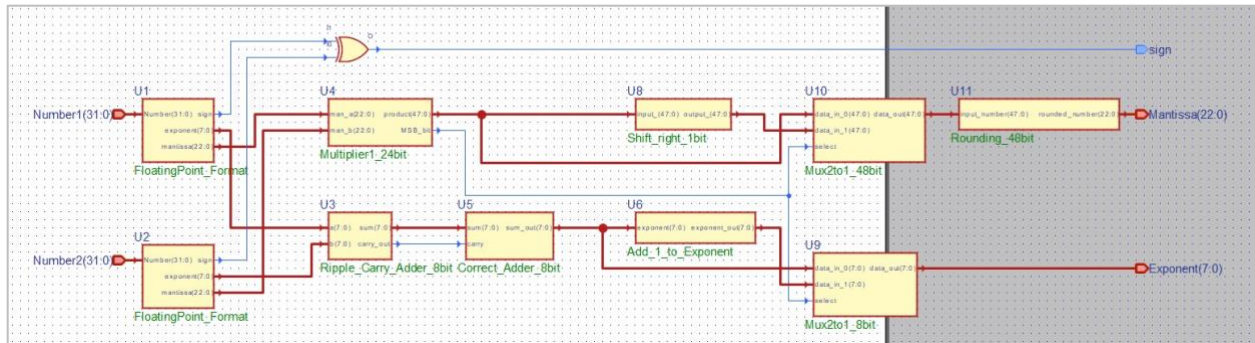 I1
I0
O
sign
U1
Number1(31:0)
Number(31:0) sign
exponent(7:0)
mantissa(22:0)
FloatingPoint_Format
U4
man_a(22:0) product(47:0)
man_b(22:0) MSB_bit
Multiplier1_24bit
U8
input_(47:0) output_(47:0)
Shift_right_1bit
U10
data_in_0(47:0) data_out(47:0)
data_in_1(47:0)
select
Mux2to1_48bit
U11
input_number(47:0) rounded_number(22:0)
Rounding_48bit
Mantissa(22:0)
U2
Number2(31:0)
Number(31:0) sign
exponent(7:0)
mantissa(22:0)
FloatingPoint_Format
U3
a(7:0) sum(7:0)
b(7:0) carry_out
Ripple_Carry_Adder_8bit
U5
sum(7:0) sum_out(7:0)
carry
Correct_Adder_8bit
U6
exponent(7:0) exponent_out(7:0)
Add_1_to_Exponent
U9
data_in_0(7:0) data_out(7:0)
data_in_1(7:0)
select
Mux2to1_8bit
Exponent(7:0)